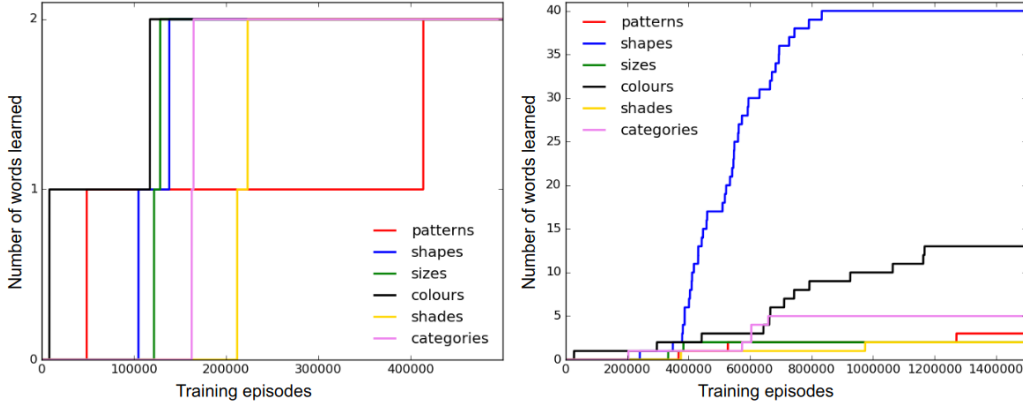 2
1
0
Number of words learned
patterns
shapes
sizes
colours
shades
categories
0 100000 200000 300000 400000
Training episodes
40
35
30
25
20
15
10
5
0
Number of words learned
patterns
shapes
sizes
colours
shades
categories
0 200000 400000 600000 800000 1000000 1200000 1400000
Training episodes